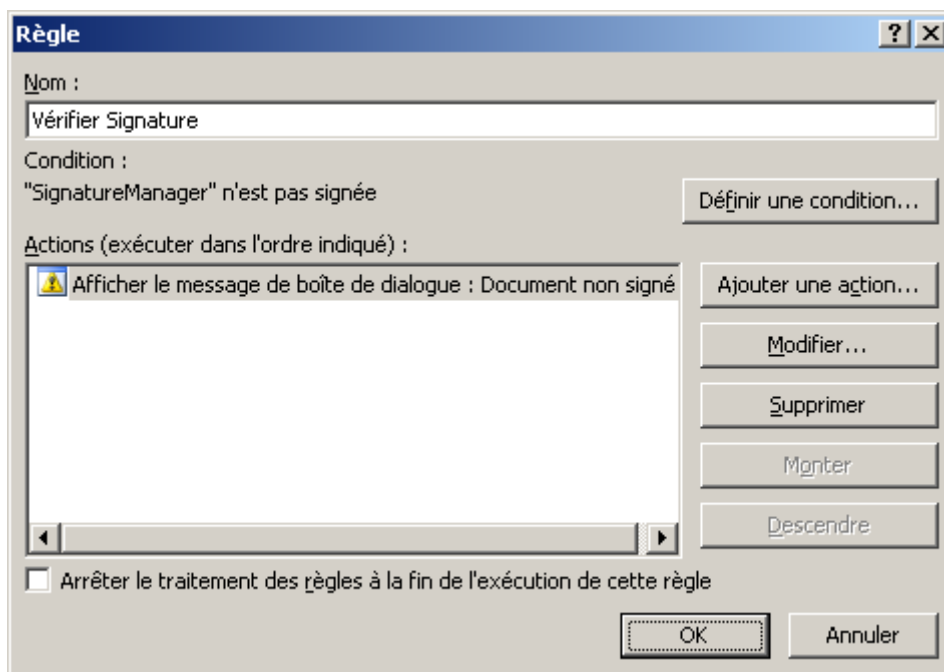 Règle
Nom :
Vérifier Signature
Condition :
"SignatureManager" n'est pas signée
Définir une condition...
Actions (exécuter dans l'ordre indiqué) :
Afficher le message de boîte de dialogue : Document non signé
Ajouter une action...
Modifier...
Supprimer
Monter
Descendre
Arrêter le traitement des règles à la fin de l'exécution de cette règle
OK
Annuler